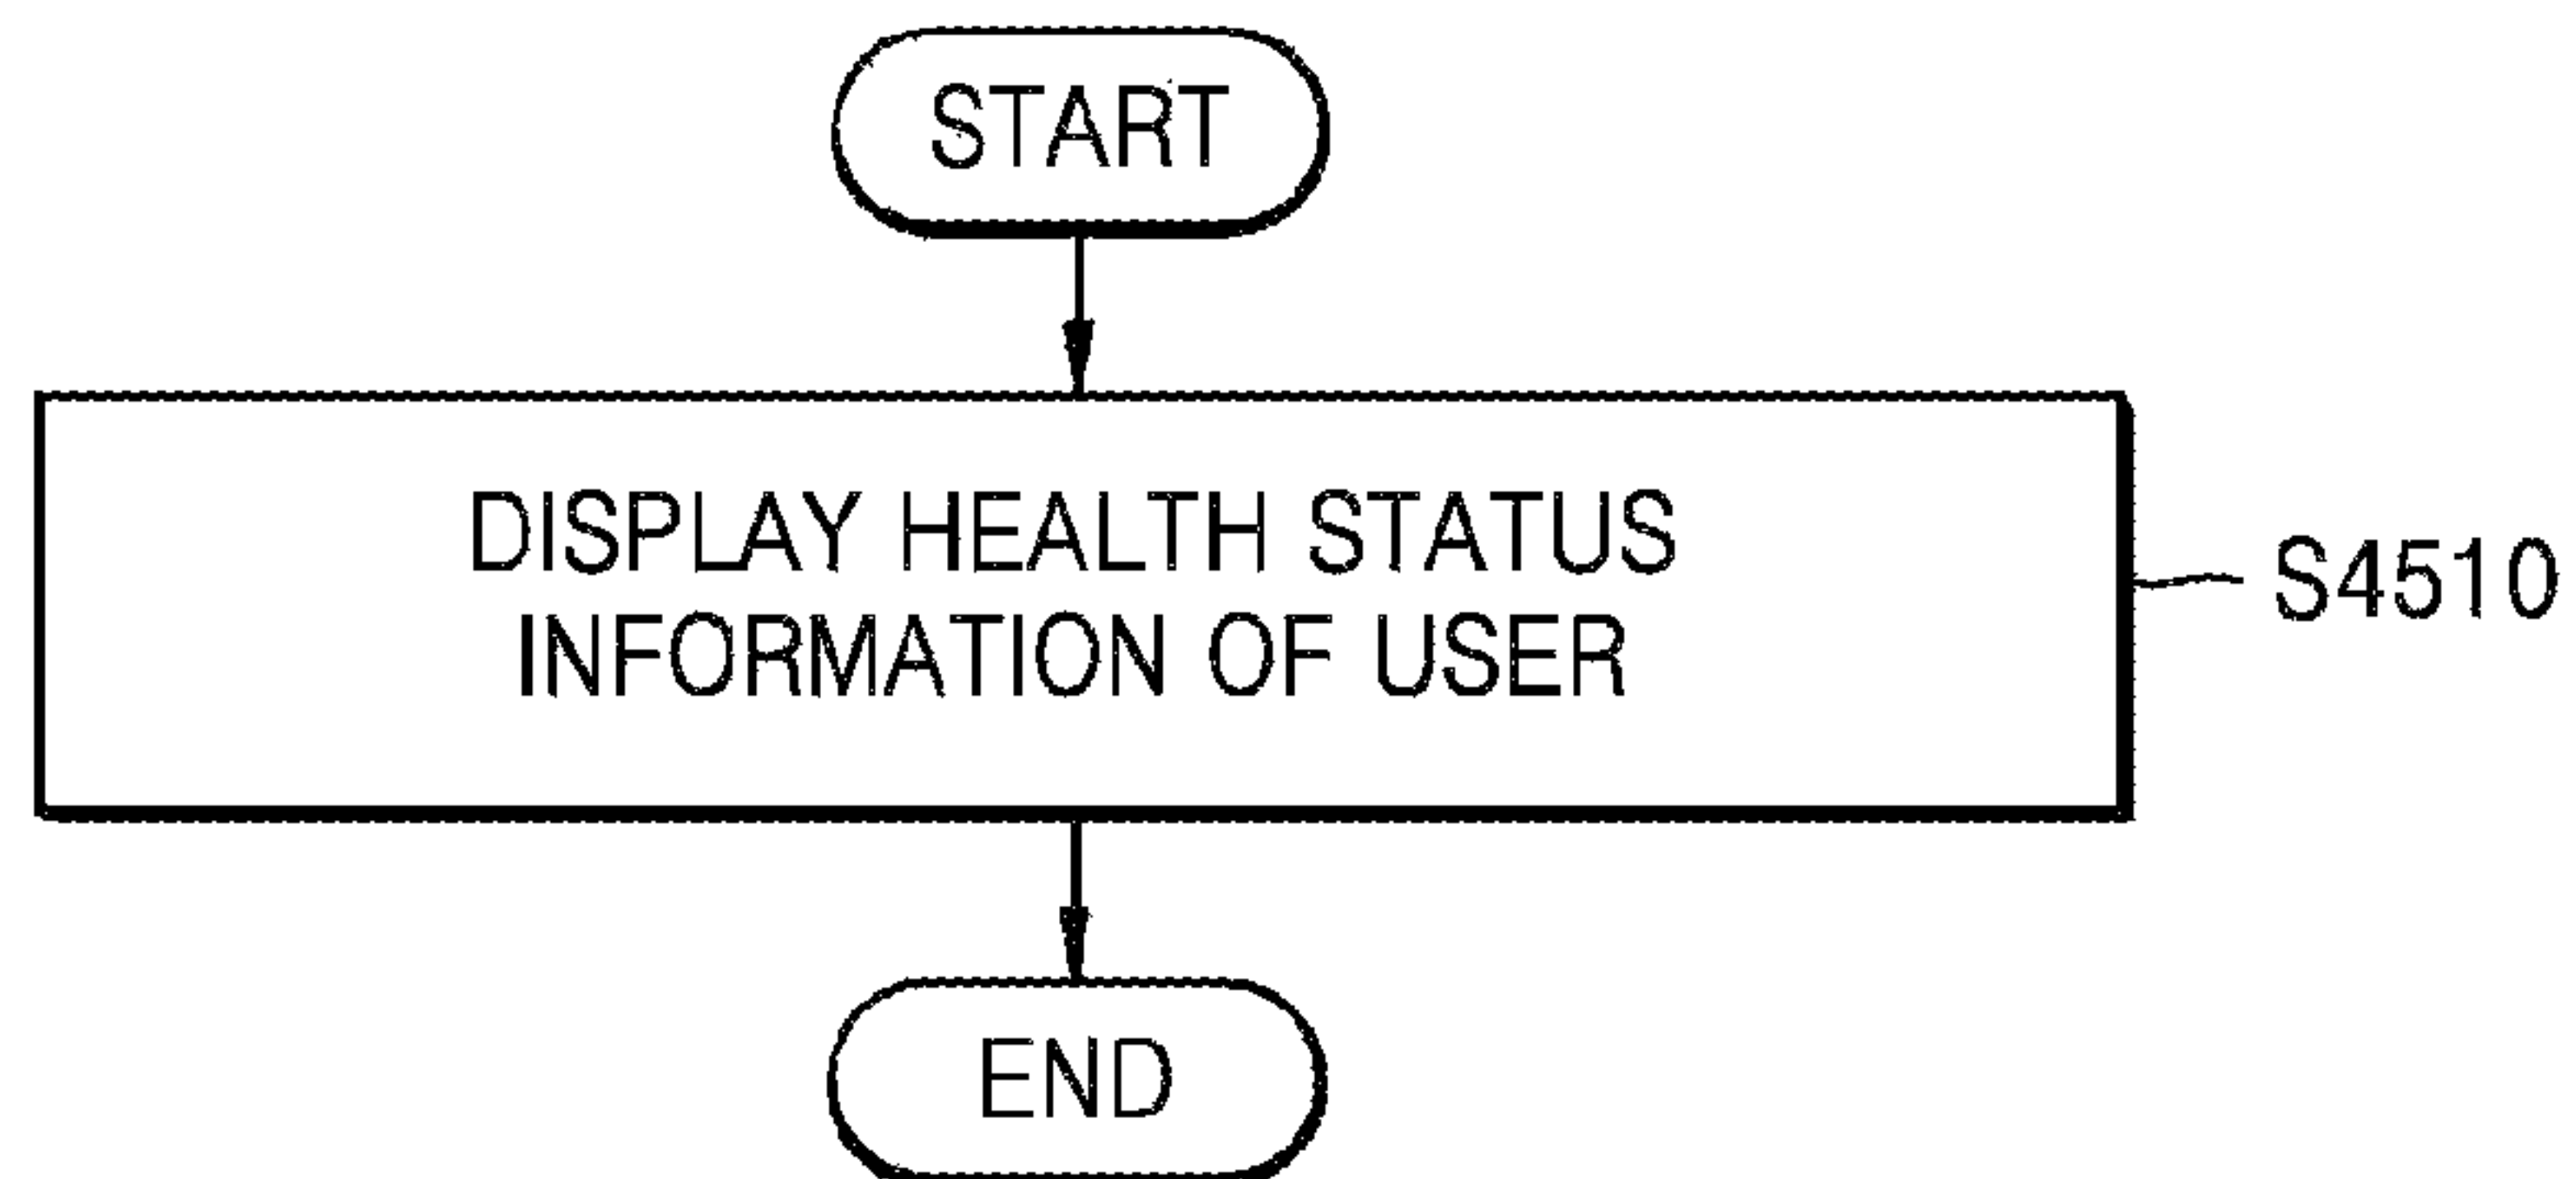 START
DISPLAY HEALTH STATUS
INFORMATION OF USER
S4510
END